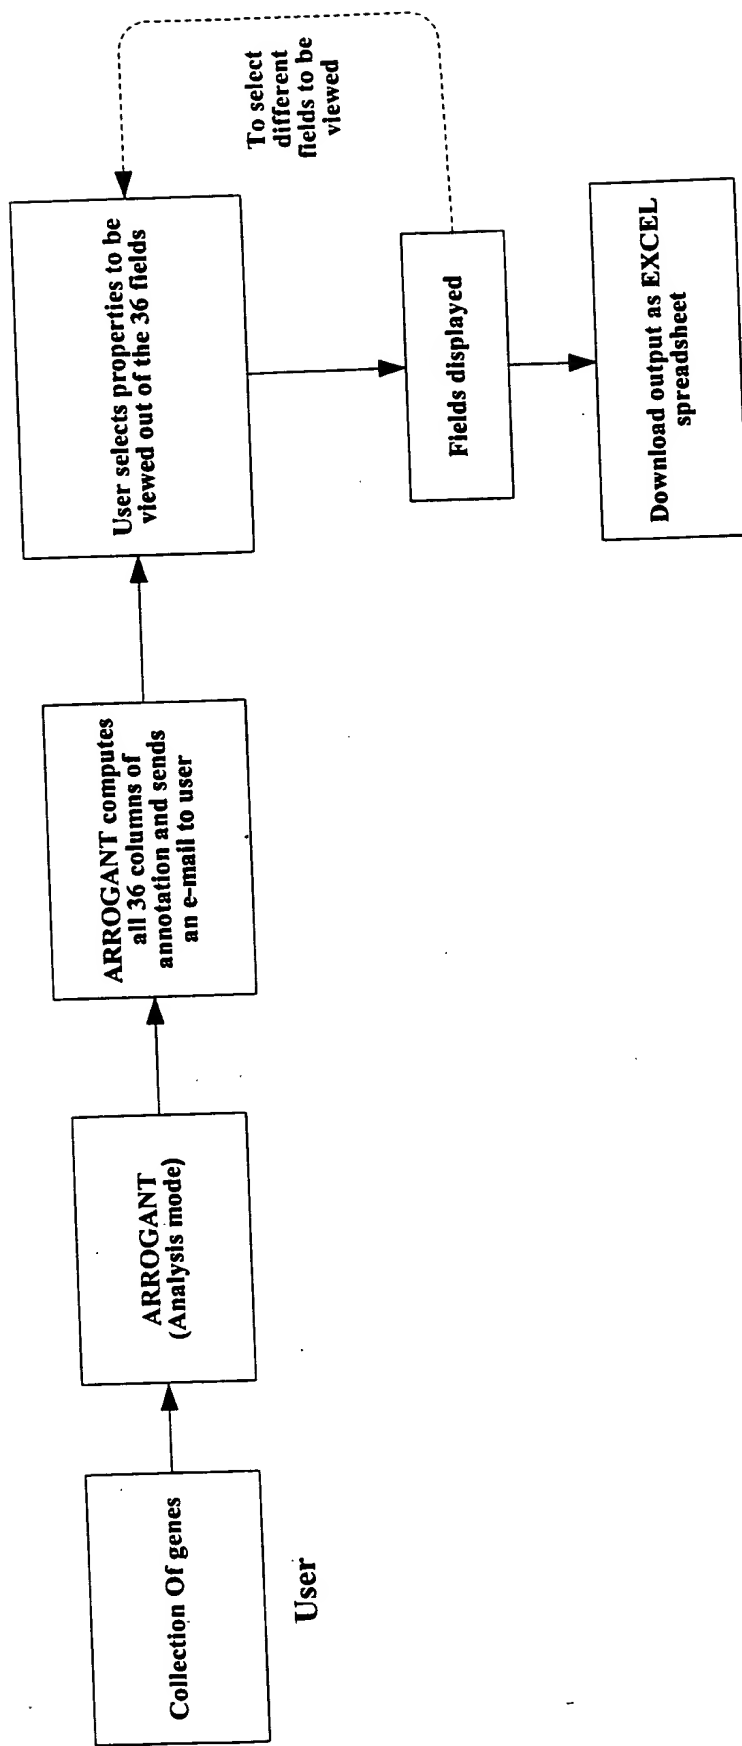 Collection Of genes
User
ARROGANT
(Analysis mode)
ARROGANT computes
all 36 columns of
annotation and sends
an e-mail to user
User selects properties to be
viewed out of the 36 fields
To select
different
fields to be
viewed
Fields displayed
Download output as EXCEL
spreadsheet